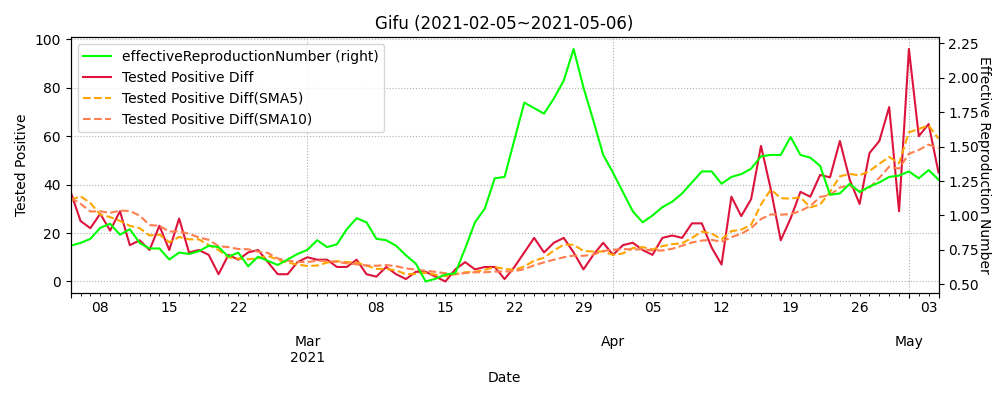 Gifu (2021-02-05~2021-05-06)
effectiveReproductionNumber (right)
Tested Positive Diff
Tested Positive Diff(SMA5)
Tested Positive Diff(SMA10)
Tested Positive
100
80
60
40
20
0
2.25
2.00
1.75
1.50
1.25
1.00
0.75
0.50
Effective Reproduction Number
08 15 22 08 15 22 29 05 12 19 26 03
Mar Apr May
2021
Date